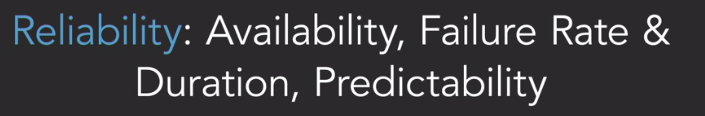 Reliability: Availability, Failure Rate &
Duration, Predictability